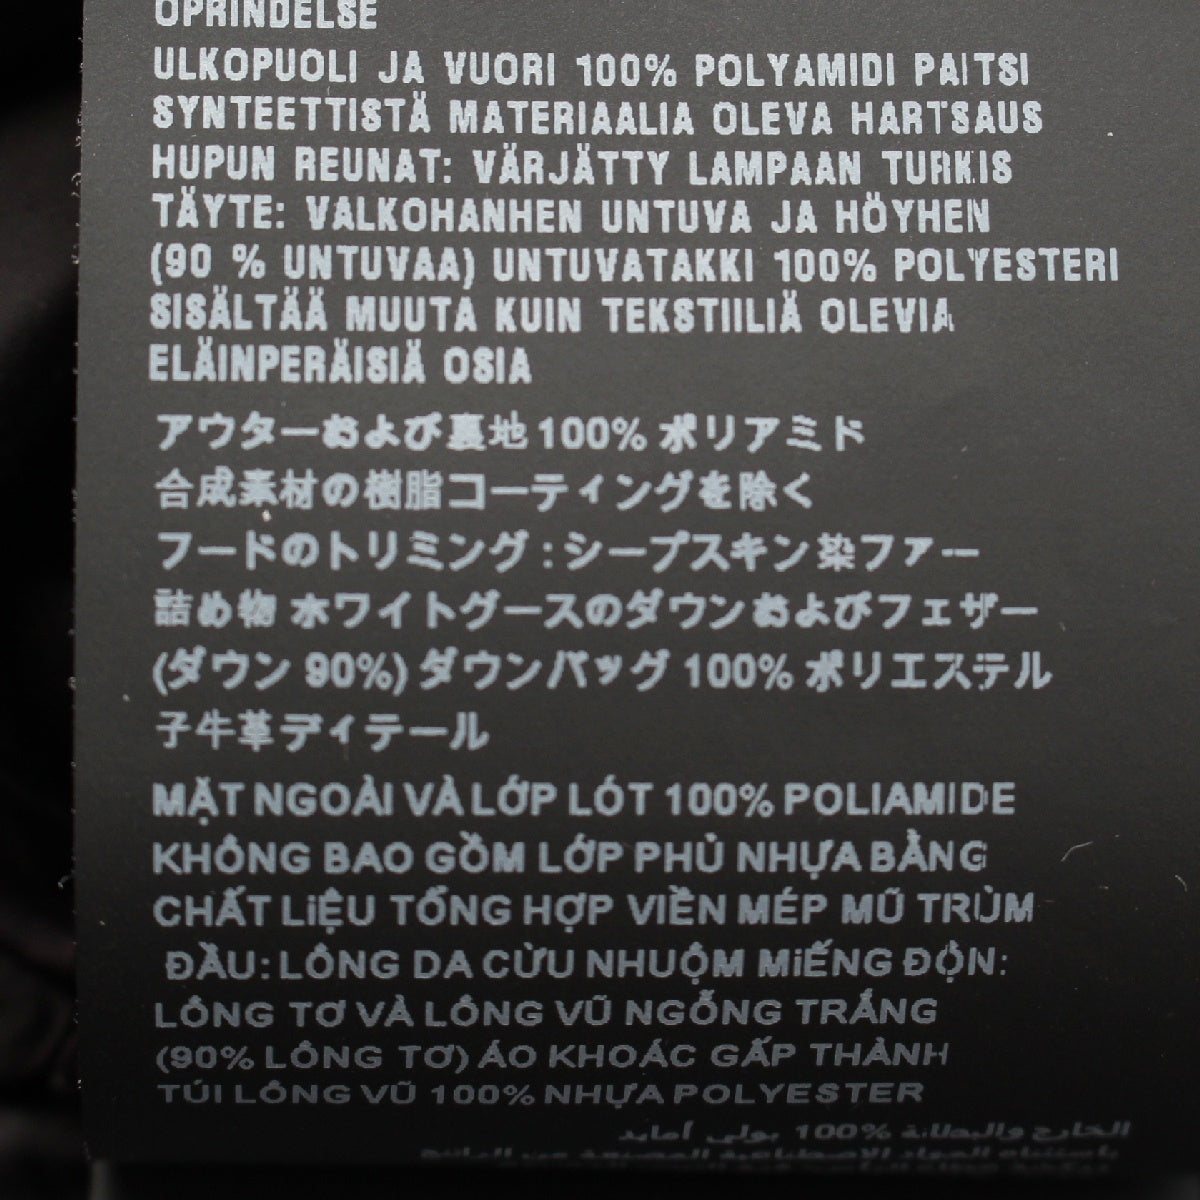 OPRINDELSE
ULKOPUOLI JA VUORI 100% POLYAMIDI PAITSI
SYNTEETTISTÄ MATERIAALIA OLEVA HARTSAUS
HUPUN REUNAT: VÄRJÄTTY LAMPAAN TURKIS
TÄYTE: VALKOHANHEN UNTUVA JA HÖYHEN
(90 % UNTUVAA) UNTUVATAKKI 100% POLYESTERI
SISÄLTÄÄ MUUTA KUIN TEKSTIILIÄ OLEVIA
ELÄINPERÄISIÄ OSIA
アウターおよび裏地 100% ポリアミド
合成素材の樹脂コーティングを除く
フードのトリミング : シープスキン染ファー
詰め物 ホワイトグースのダウンおよびフェザー
(ダウン 90%) ダウンバッグ 100% ポリエステル
子牛革ディテール
MẶT NGOÀI VÀ LỚP LÓT 100% POLIAMIDE
KHÔNG BAO GỒM LỚP PHỦ NHỰA BẰNG
CHẤT LiỆU TỔNG HỢP VIỀN MÉP MŨ TRÙM
ĐẦU: LÔNG DA CỪU NHUỘM MiẾNG ĐỘN:
LÔNG TƠ VÀ LÔNG VŨ NGỖNG TRẮNG
(90% LÔNG TƠ) ÁO KHOÁC GẤP THÀNH
TÚI LÔNG VŨ 100% NHỰA POLYESTER
الخارج والبطانة %100 بولي أمايد
باستثناء المواد الاصطناعية المصنعة من الراتنج